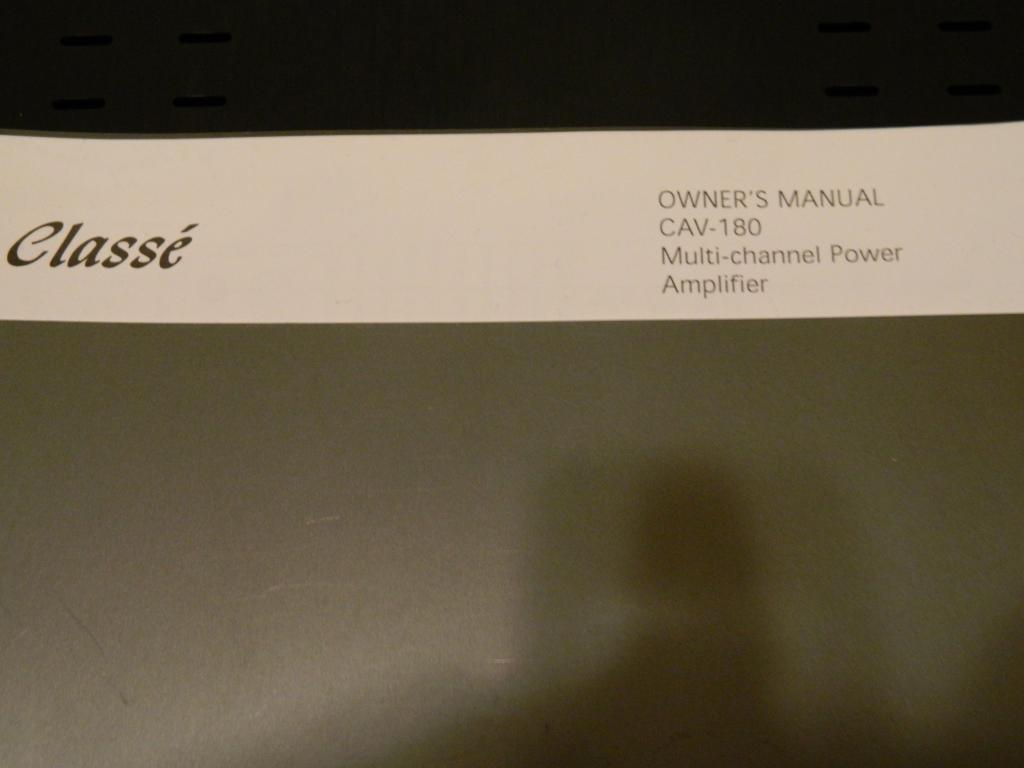 Classé
OWNER'S MANUAL
CAV-180
Multi-channel Power
Amplifier